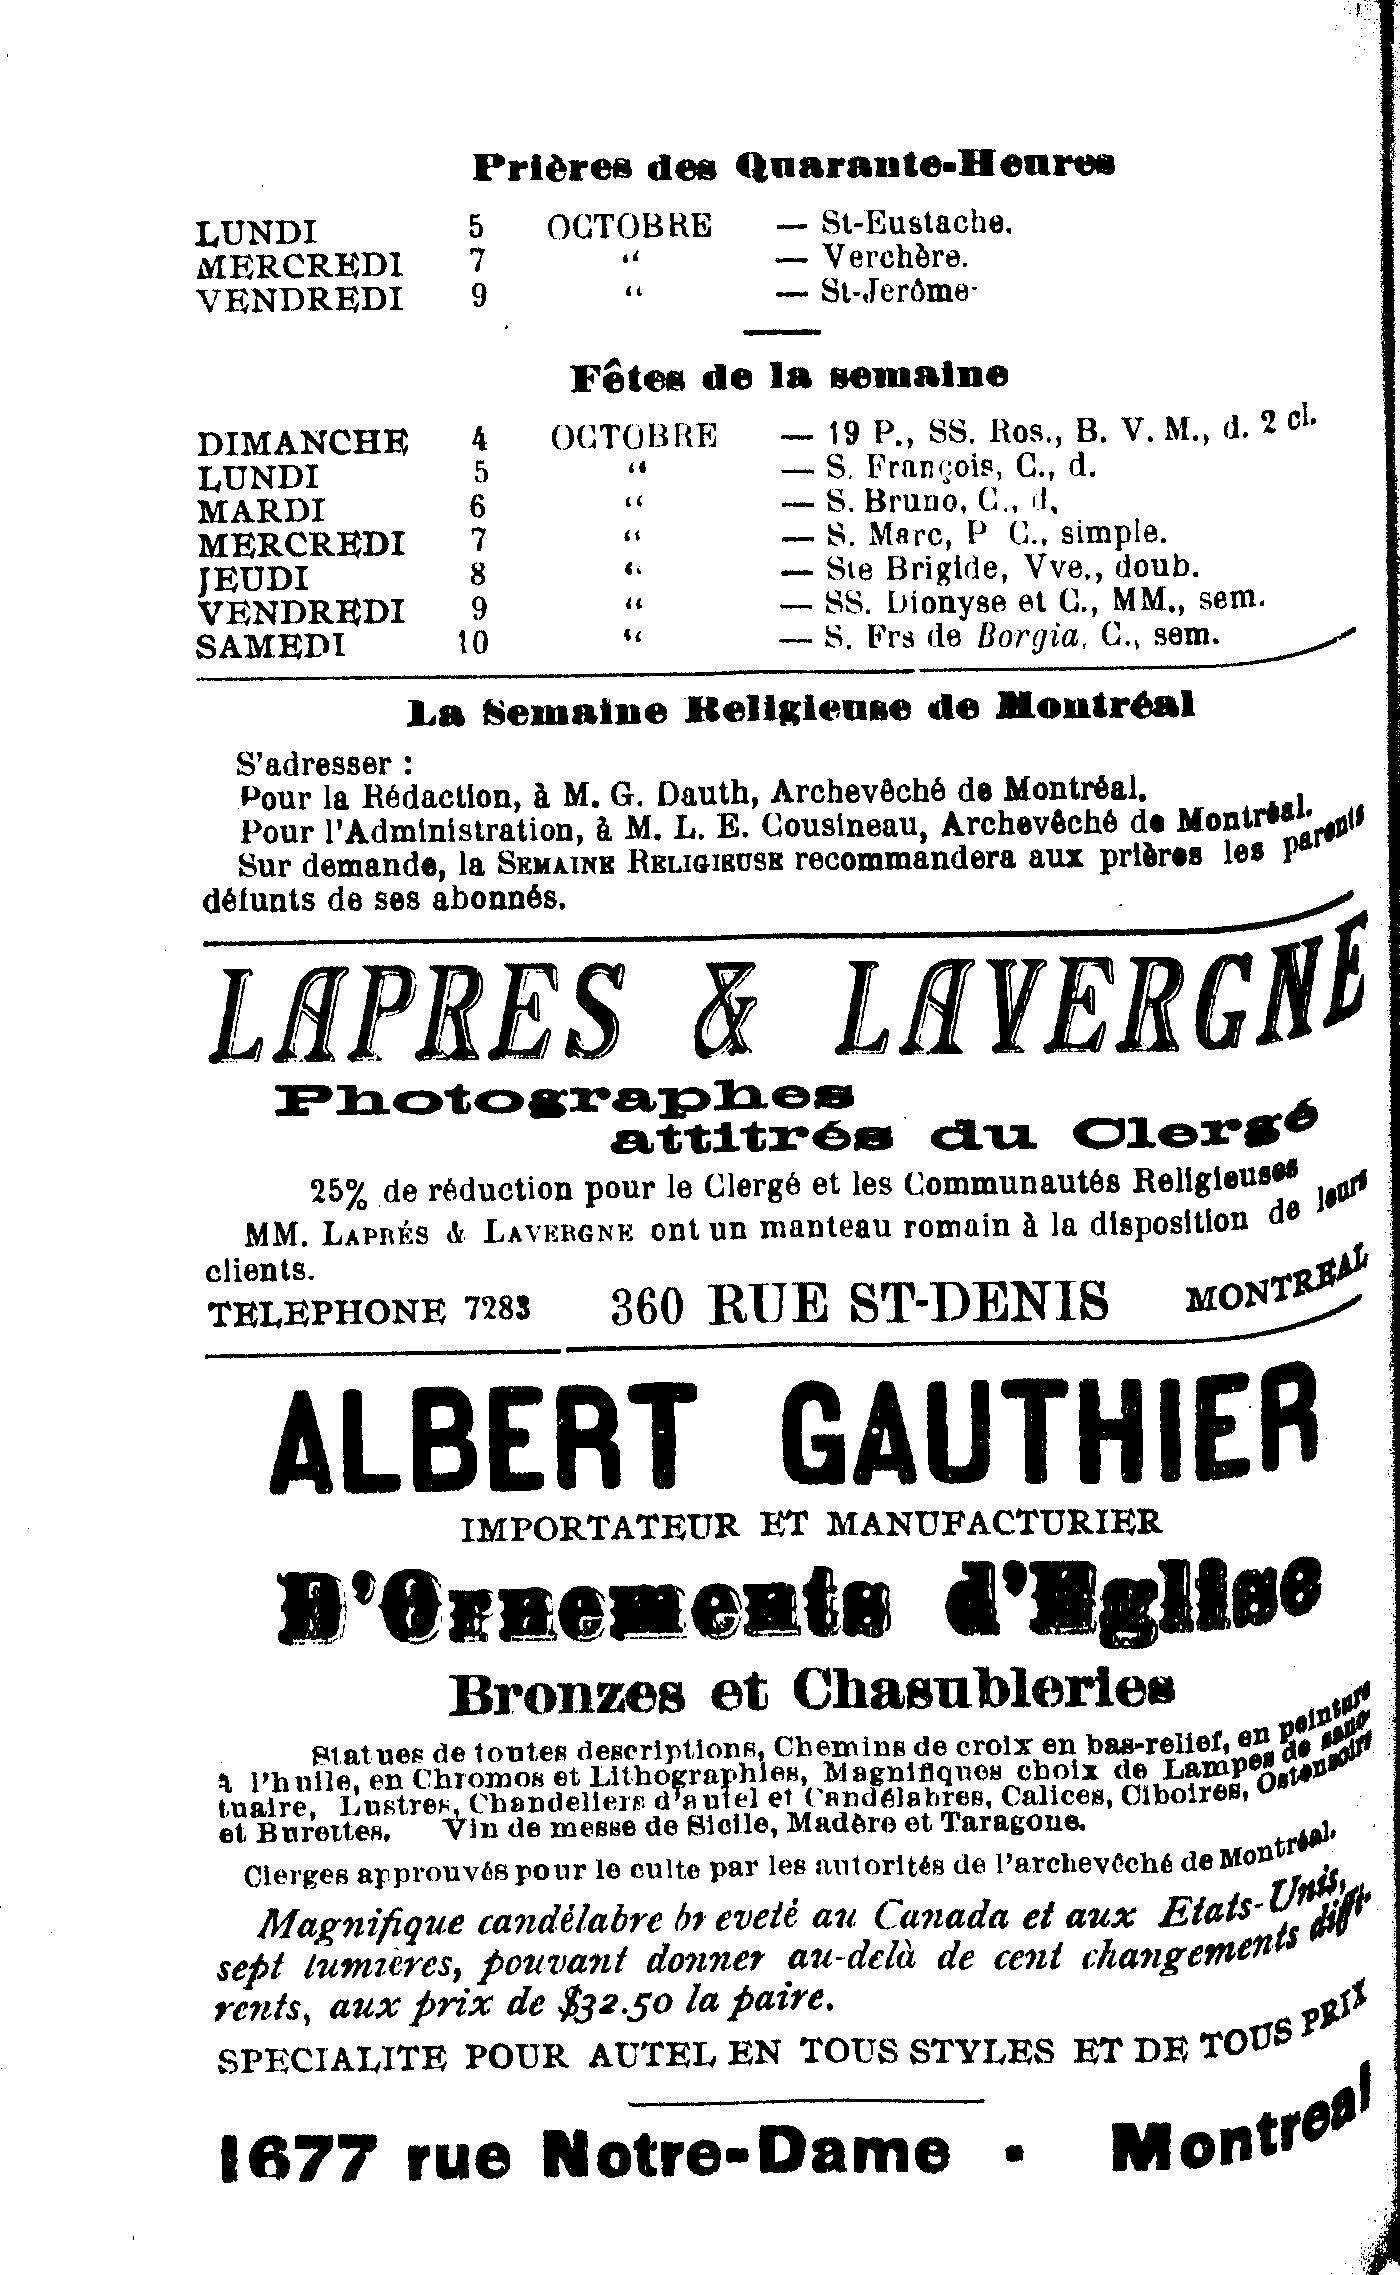 Prières des Quarante-Heures
LUNDI 5 OCTOBRE — St-Eustache.
MERCREDI 7 “ — Verchère.
VENDREDI 9 “ — St-Jerôme·
Fêtes de la semaine
DIMANCHE 4 OCTOBRE — 19 P., SS. Ros., B. V. M., d. 2 cl.
LUNDI 5 “ — S. François, C., d.
MARDI 6 “ — S. Bruno, C., d.
MERCREDI 7 “ — S. Marc, P C., simple.
JEUDI 8 “ — Ste Brigide, Vve., doub.
VENDREDI 9 “ — SS. Dionyse et C., MM., sem.
SAMEDI 10 “ — S. Frs de Borgia, C., sem.
La Semaine Religieuse de Montréal
S'adresser :
Pour la Rédaction, à M. G. Dauth, Archevêché de Montréal.
Pour l'Administration, à M. L. E. Cousineau, Archevêché de Montréal.
Sur demande, la SEMAINE RELIGIEUSE recommandera aux prières les parents
défunts de ses abonnés.
LAPRES & LAVERGNE
Photographes
attitrés du Clergé
25% de réduction pour le Clergé et les Communautés Religieuses
MM. LAPRÉS & LAVERGNE ont un manteau romain à la disposition de leurs
clients.
TELEPHONE 7283 360 RUE ST-DENIS MONTREAL
ALBERT GAUTHIER
IMPORTATEUR ET MANUFACTURIER
D'Ornements d'Eglise
Bronzes et Chasubleries
Statues de toutes descriptions, Chemins de croix en bas-relief, en peinture
à l'huile, en Chromos et Lithographies, Magnifiques choix de Lampes de sanc-
tuaire, Lustres, Chandeliers d'autel et Candélabres, Calices, Ciboires, Ostensoirs
et Burettes. Vin de messe de Sicile, Madère et Taragone.
Cierges approuvés pour le culte par les autorités de l'archevêché de Montréal.
Magnifique candélabre breveté au Canada et aux Etats-Unis,
sept lumières, pouvant donner au-delà de cent changements diffé-
rents, aux prix de $32.50 la paire.
SPECIALITE POUR AUTEL EN TOUS STYLES ET DE TOUS PRIX
1677 rue Notre-Dame · Montreal